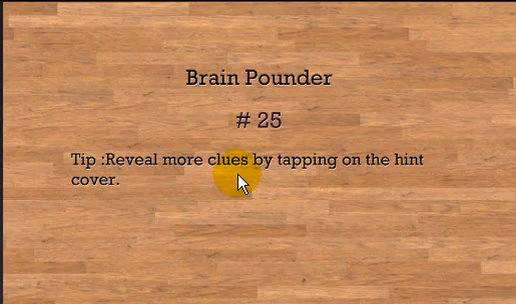 Brain Pounder
# 25
Tip :Reveal more clues by tapping on the hint
cover.